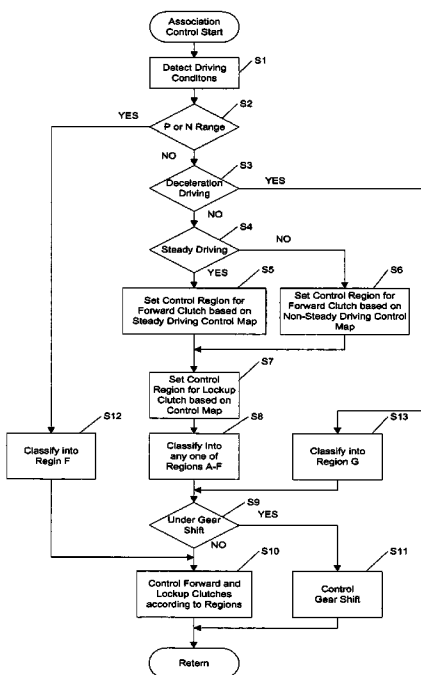 Association
Control Start
S1
Detect Driving
Conditons
S2
YES
P or N Range
NO
S3
Deceleration
Driving
YES
NO
S4
Steady Driving
NO
YES
S5
S6
Set Control Region for
Forward Clutch based on
Steady Driving Control Map
Set Control Region for
Forward Clutch based on
Non-Steady Driving Control
Map
S7
Set Control
Region for Lockup
Clutch based on
Control Map
S12
S8
S13
Classify into
Regin F
Classify Into
any one of
Regions A-F
Classify into
Region G
S9
Under Gear
Shift
YES
NO
S10
S11
Control Forward and
Lockup Clutches
according to Regions
Control
Gear Shift
Retern